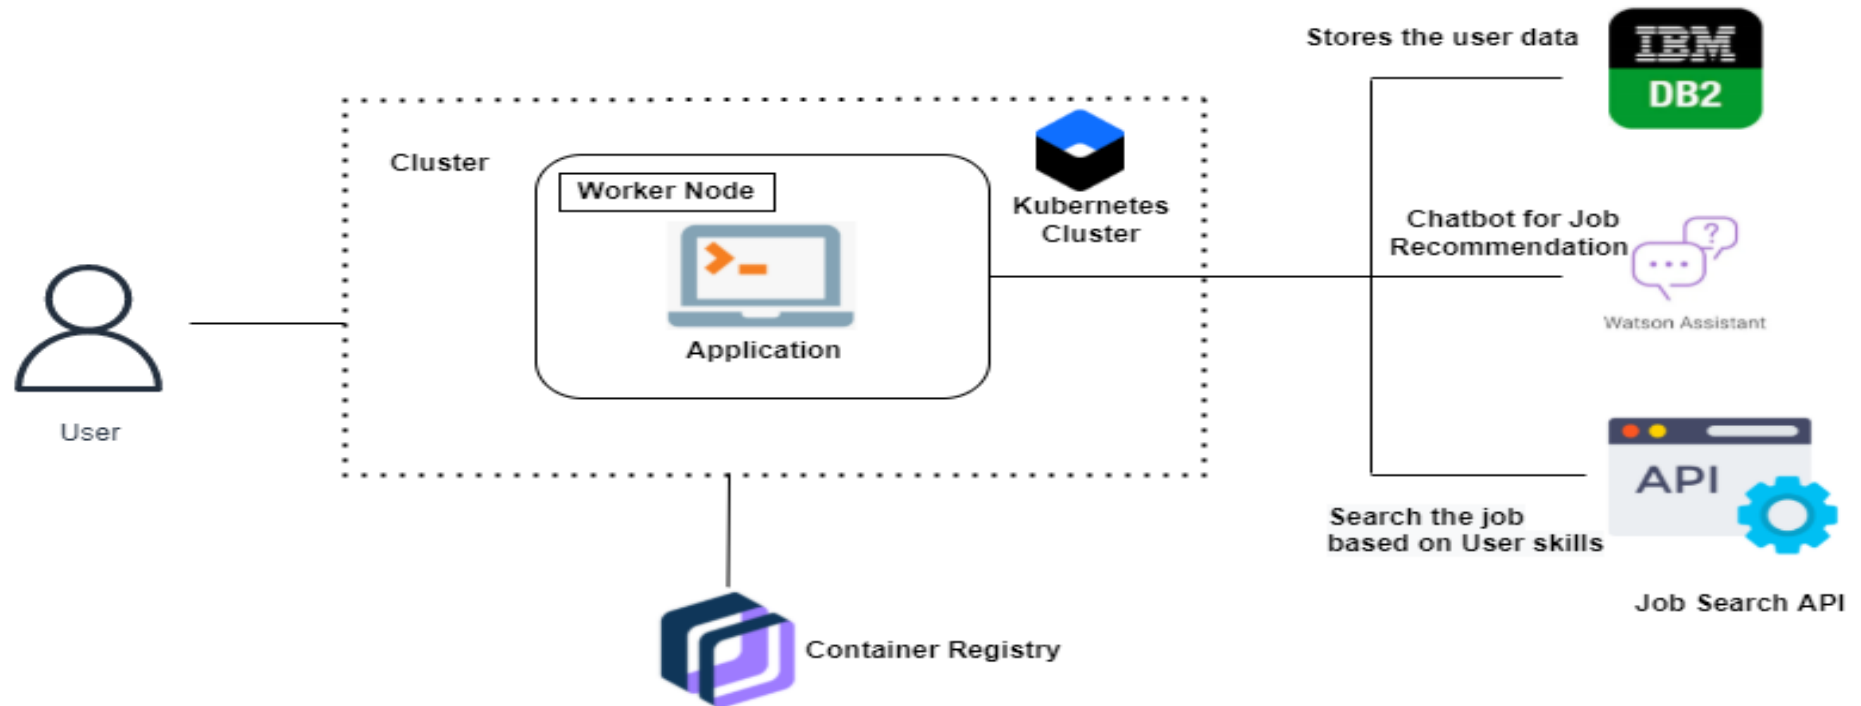 Stores the user data
IBM
DB2
Cluster
Worker Node
Kubernetes
Cluster
Chatbot for Job
Recommendation
?
Watson Assistant
Application
User
API
Search the job
based on User skills
Job Search API
Container Registry